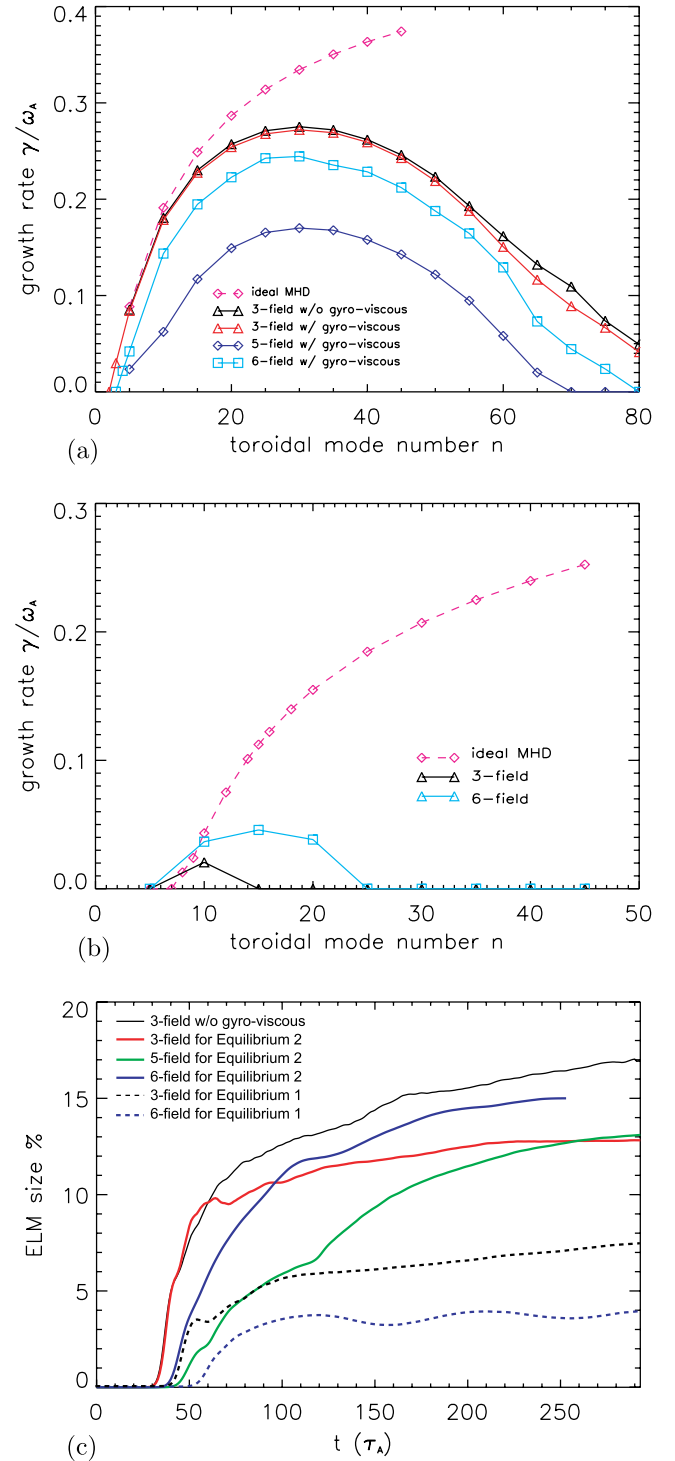 0.4
0.3
0.2
0.1
0.0
growth rate γ/ω_A
ideal MHD
3-field w/o gyro-viscous
3-field w/ gyro-viscous
5-field w/ gyro-viscous
6-field w/ gyro-viscous
0 20 40 60 80
toroidal mode number n
(a)
0.3
0.2
0.1
0.0
growth rate γ/ω_A
ideal MHD
3-field
6-field
0 10 20 30 40 50
toroidal mode number n
(b)
20
15
10
5
0
ELM size %
3-field w/o gyro-viscous
3-field for Equilibrium 2
5-field for Equilibrium 2
6-field for Equilibrium 2
3-field for Equilibrium 1
6-field for Equilibrium 1
0 50 100 150 200 250
t (τ_A)
(c)